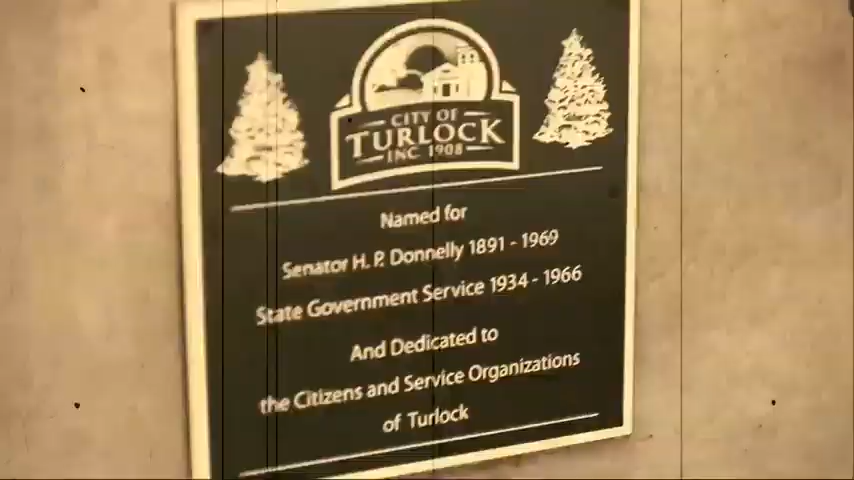 CITY OF
TURLOCK
INC 1908
Named for
Senator H. P. Donnelly 1891 - 1969
State Government Service 1934 - 1966
And Dedicated to
the Citizens and Service Organizations
of Turlock